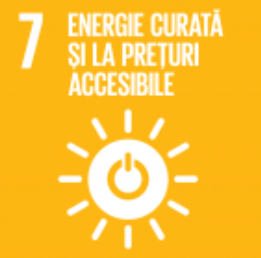 7 ENERGIE CURATĂ
ȘI LA PREȚURI
ACCESIBILE